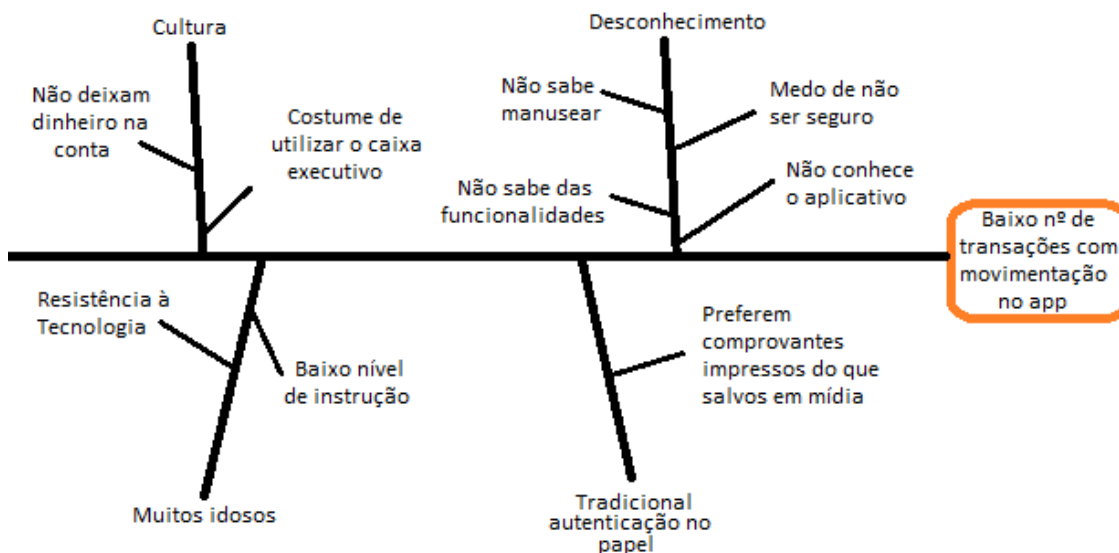 Cultura
Não deixam
dinheiro na
conta
Costume de
utilizar o caixa
executivo
Desconhecimento
Não sabe
manusear
Medo de não
ser seguro
Não sabe das
funcionalidades
Não conhece
o aplicativo
Baixo nº de
transações com
movimentação
no app
Resistência à
Tecnologia
Baixo nível
de instrução
Muitos idosos
Preferem
comprovantes
impressos do que
salvos em mídia
Tradicional
autenticação no
papel